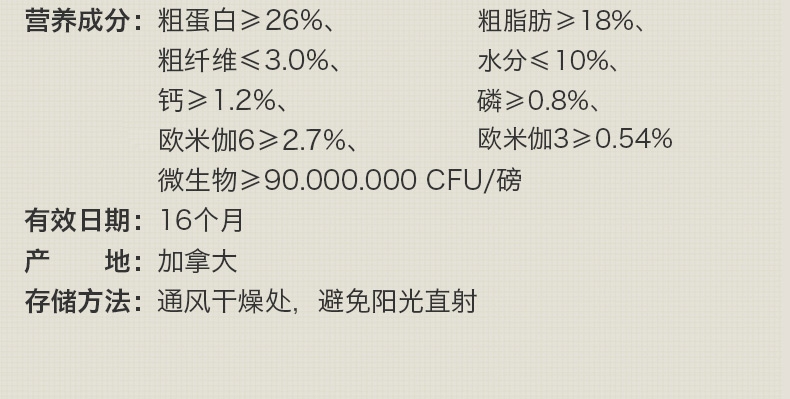 营养成分：粗蛋白≥26%、 粗脂肪≥18%、
粗纤维≤3.0%、 水分≤10%、
钙≥1.2%、 磷≥0.8%、
欧米伽6≥2.7%、 欧米伽3≥0.54%
微生物≥90.000.000 CFU/磅
有效日期：16个月
产 地：加拿大
存储方法：通风干燥处，避免阳光直射